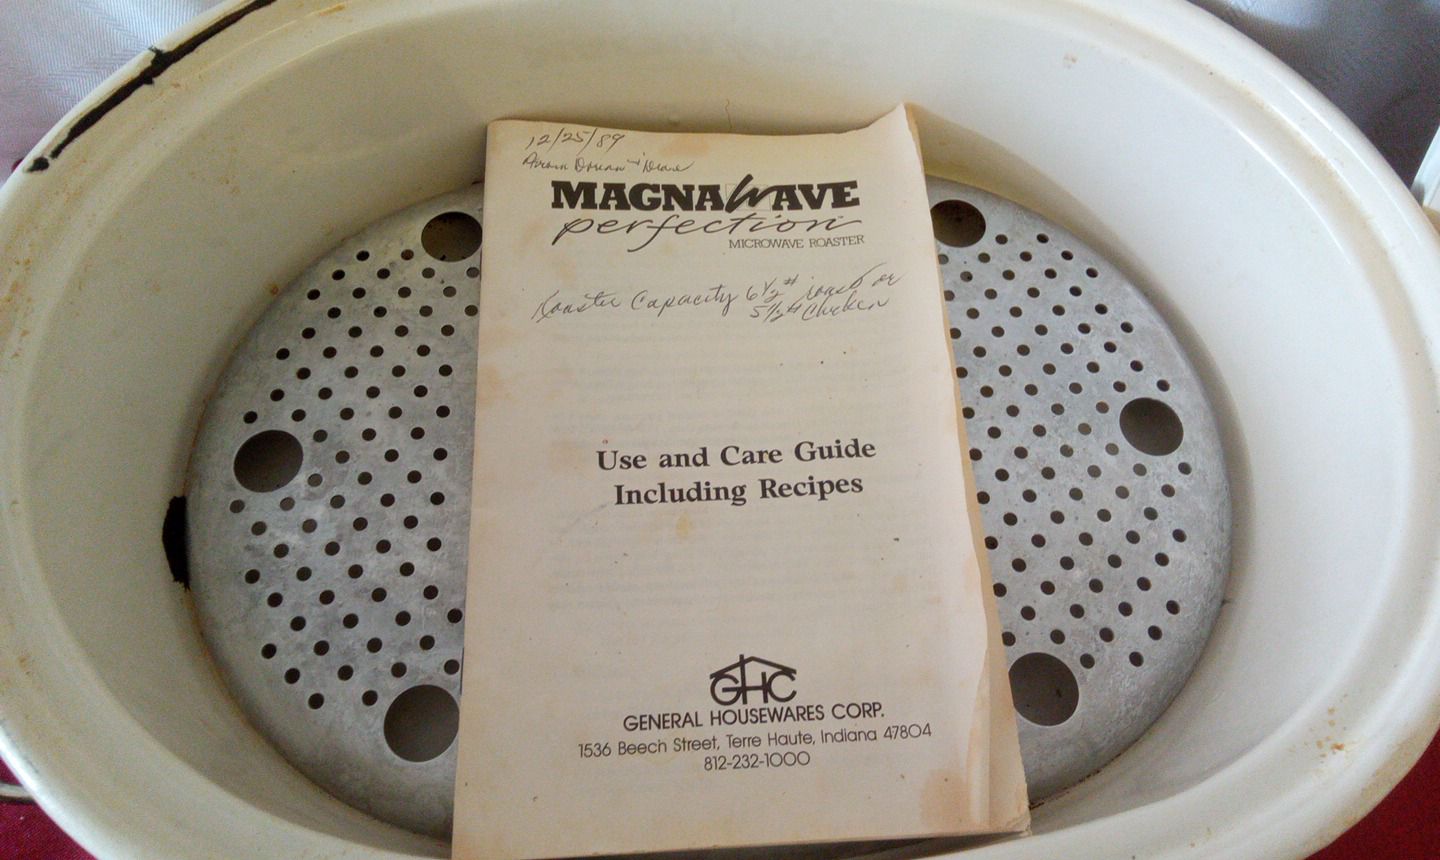 12/25/89
MAGNAWAVE
perfection
MICROWAVE ROASTER
Roaster Capacity 6 1/2 # roast or
5 1/2 # Chicken
Use and Care Guide
Including Recipes
GHC
GENERAL HOUSEWARES CORP.
1536 Beech Street, Terre Haute, Indiana 47804
812-232-1000